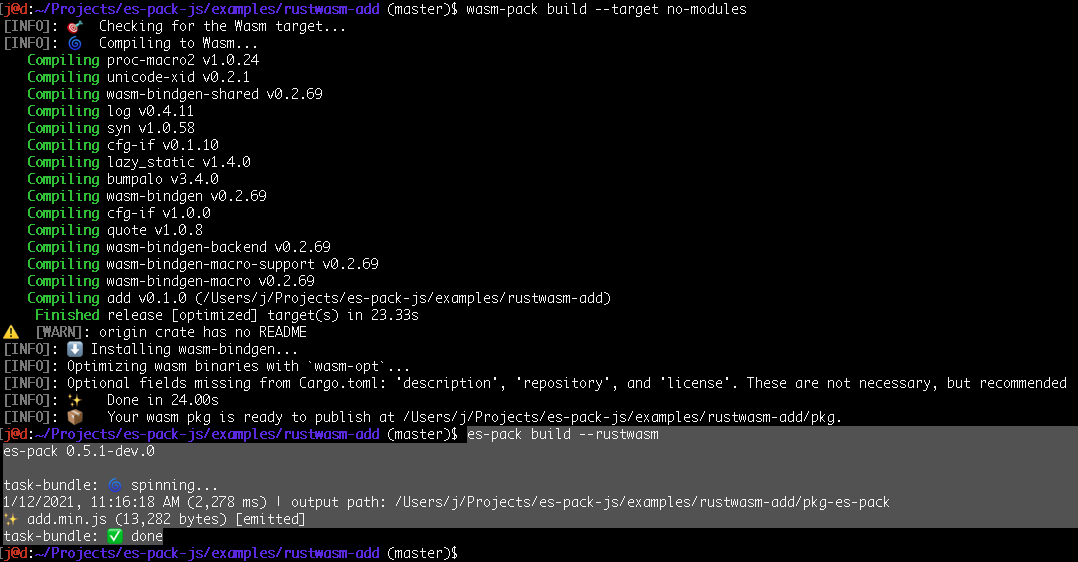 [j@d:~/Projects/es-pack-js/examples/rustwasm-add (master)$ wasm-pack build --target no-modules
[INFO]: 🎯  Checking for the Wasm target...
[INFO]: 🌀  Compiling to Wasm...
   Compiling proc-macro2 v1.0.24
   Compiling unicode-xid v0.2.1
   Compiling wasm-bindgen-shared v0.2.69
   Compiling log v0.4.11
   Compiling syn v1.0.58
   Compiling cfg-if v0.1.10
   Compiling lazy_static v1.4.0
   Compiling bumpalo v3.4.0
   Compiling wasm-bindgen v0.2.69
   Compiling cfg-if v1.0.0
   Compiling quote v1.0.8
   Compiling wasm-bindgen-backend v0.2.69
   Compiling wasm-bindgen-macro-support v0.2.69
   Compiling wasm-bindgen-macro v0.2.69
   Compiling add v0.1.0 (/Users/j/Projects/es-pack-js/examples/rustwasm-add)
    Finished release [optimized] target(s) in 23.33s
⚠️  [WARN]: origin crate has no README
[INFO]: ⬇️ Installing wasm-bindgen...
[INFO]: Optimizing wasm binaries with `wasm-opt`...
[INFO]: Optional fields missing from Cargo.toml: 'description', 'repository', and 'license'. These are not necessary, but recommended
[INFO]: ✨  Done in 24.00s
[INFO]: 📦  Your wasm pkg is ready to publish at /Users/j/Projects/es-pack-js/examples/rustwasm-add/pkg.
[j@d:~/Projects/es-pack-js/examples/rustwasm-add (master)$ es-pack build --rustwasm
es-pack 0.5.1-dev.0
task-bundle: 🌀 spinning...
1/12/2021, 11:16:18 AM (2,278 ms) | output path: /Users/j/Projects/es-pack-js/examples/rustwasm-add/pkg-es-pack
✨ add.min.js (13,282 bytes) [emitted]
task-bundle: ✅ done
[j@d:~/Projects/es-pack-js/examples/rustwasm-add (master)$